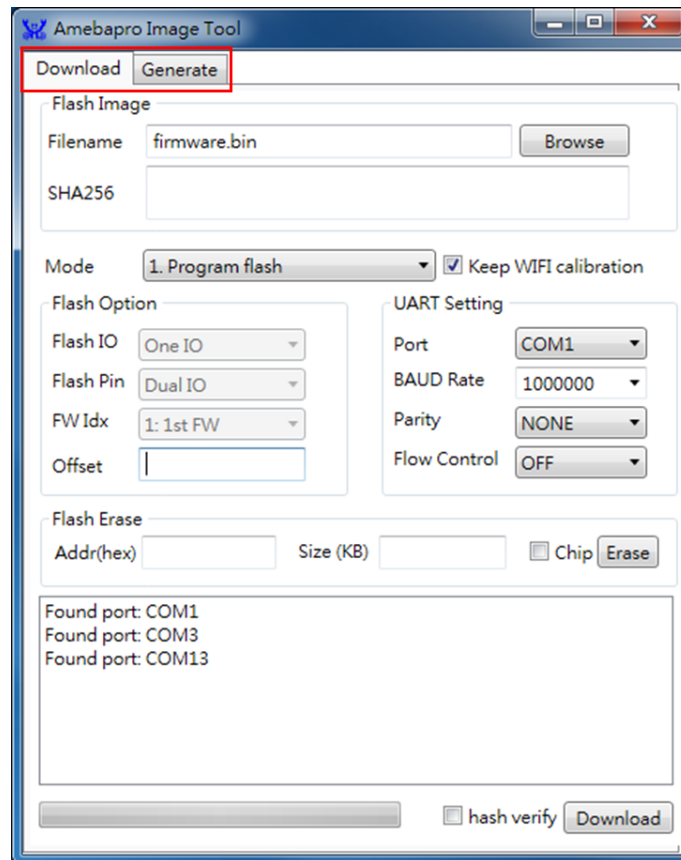 Amebapro Image Tool
Download Generate
Flash Image
Filename firmware.bin Browse
SHA256
Mode 1. Program flash Keep WIFI calibration
Flash Option UART Setting
Flash IO One IO Port COM1
Flash Pin Dual IO BAUD Rate 1000000
FW Idx 1: 1st FW Parity NONE
Offset Flow Control OFF
Flash Erase
Addr(hex) Size (KB) Chip Erase
Found port: COM1
Found port: COM3
Found port: COM13
hash verify Download